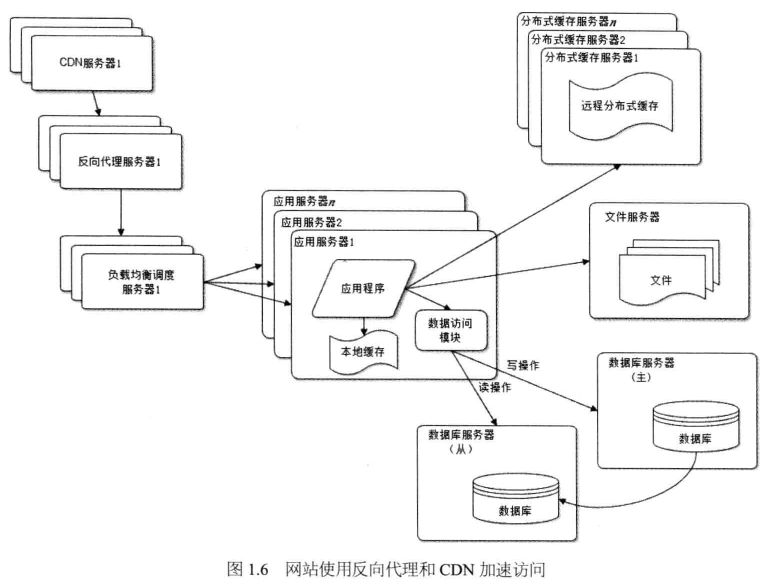 分布式缓存服务器n
分布式缓存服务器2
分布式缓存服务器1
远程分布式缓存
CDN服务器1
反向代理服务器1
负载均衡调度
服务器1
应用服务器n
应用服务器2
应用服务器1
应用程序
本地缓存
数据访问
模块
文件服务器
文件
写操作
读操作
数据库服务器
(主)
数据库
数据库服务器
(从)
数据库
图 1.6 网站使用反向代理和 CDN 加速访问